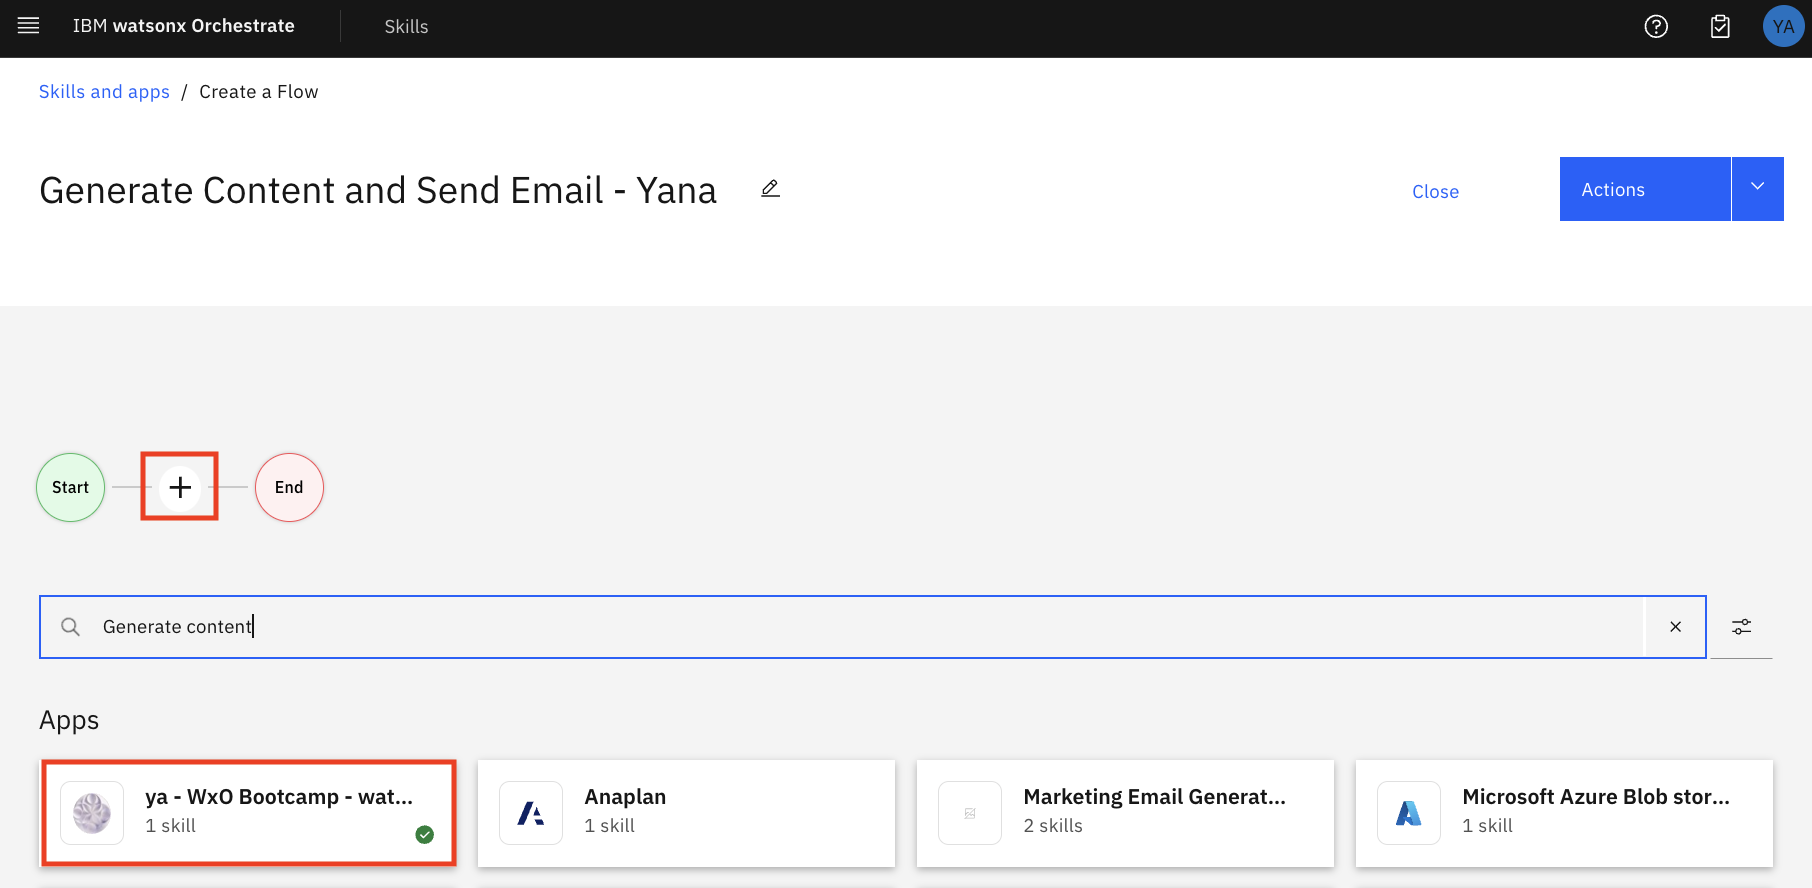 IBM watsonx Orchestrate
Skills
YA
Skills and apps / Create a Flow
Generate Content and Send Email - Yana
Close
Actions
Start
End
Generate content
Apps
ya - WxO Bootcamp - wat...
1 skill
Anaplan
1 skill
Marketing Email Generat...
2 skills
Microsoft Azure Blob stor...
1 skill